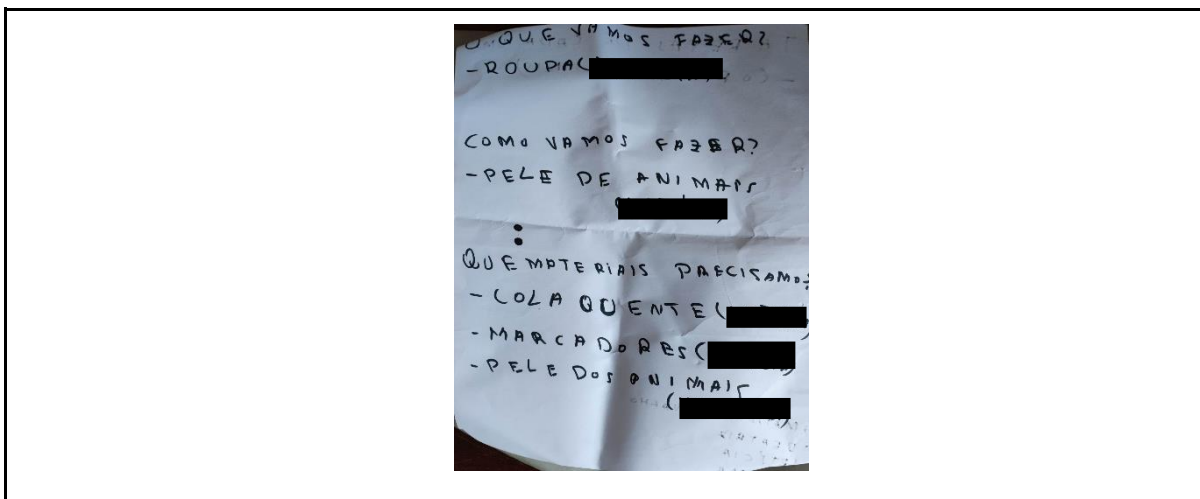 O QUE VAMOS FAZER?
- ROUPA(
COMO VAMOS FAZER?
- PELE DE ANIMAIS
QUE MATERIAIS PRECISAMOS
- COLA QUENTE (
- MARCADORES (
- PELE DOS ANIMAIS
(